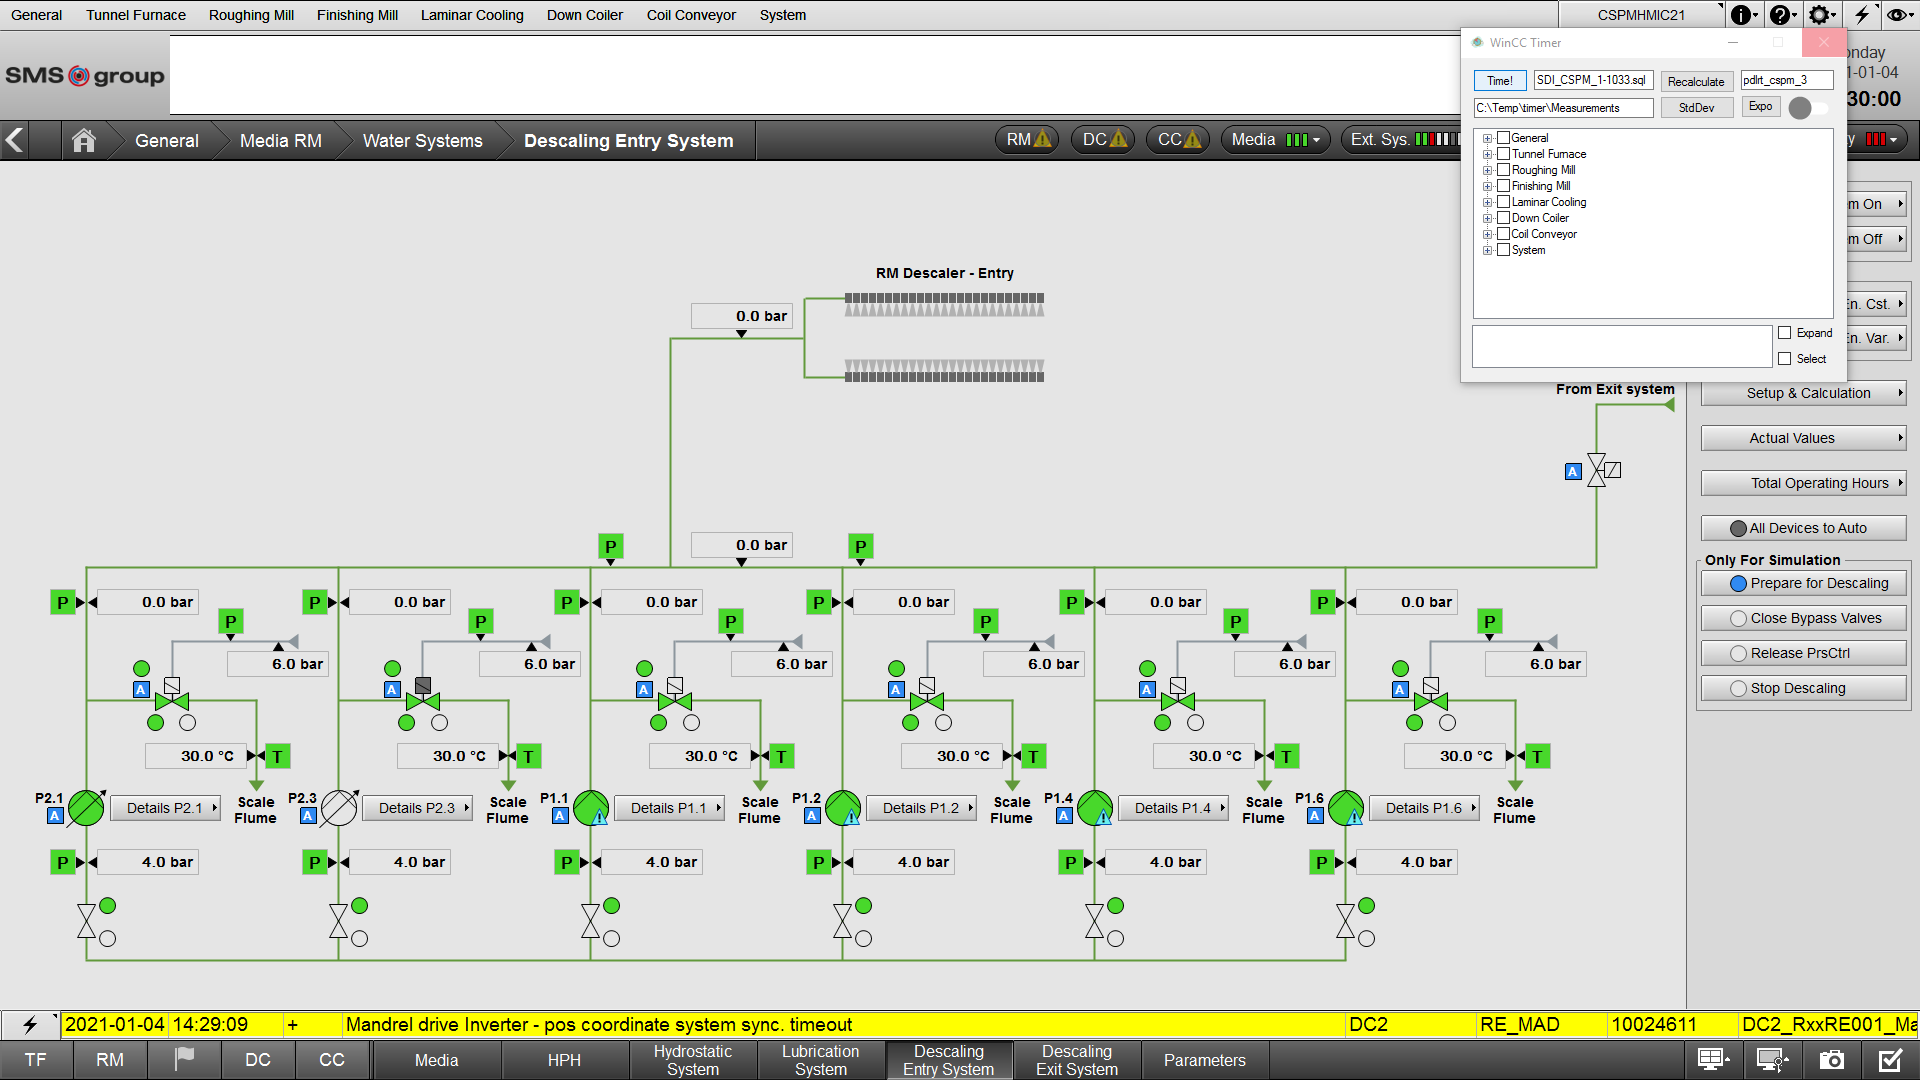 General Tunnel Furnace Roughing Mill Finishing Mill Laminar Cooling Down Coiler Coil Conveyor System CSPMHMIC21
SMS group
WinCC Timer
Time! SDI_CSPM_1-1033.sql Recalculate pdlrt_cspm_3
C:\Temp\timer\Measurements StdDev Expo
General
Tunnel Furnace
Roughing Mill
Finishing Mill
Laminar Cooling
Down Coiler
Coil Conveyor
System
Expand
Select
nday
1-01-04
30:00
General Media RM Water Systems Descaling Entry System RM DC CC Media Ext. Sys. y
m On
m Off
En. Cst.
En. Var.
Setup & Calculation
Actual Values
Total Operating Hours
All Devices to Auto
Only For Simulation
Prepare for Descaling
Close Bypass Valves
Release PrsCtrl
Stop Descaling
RM Descaler - Entry
0.0 bar
From Exit system
A
P 0.0 bar P
P 0.0 bar P 0.0 bar P 0.0 bar P 0.0 bar P 0.0 bar P 0.0 bar
P P P P P P
6.0 bar 6.0 bar 6.0 bar 6.0 bar 6.0 bar 6.0 bar
A A A A A A
30.0 °C T 30.0 °C T 30.0 °C T 30.0 °C T 30.0 °C T 30.0 °C T
P2.1 A Details P2.1 Scale Flume
P2.3 A Details P2.3 Scale Flume
P1.1 A Details P1.1 Scale Flume
P1.2 A Details P1.2 Scale Flume
P1.4 A Details P1.4 Scale Flume
P1.6 A Details P1.6 Scale Flume
P 4.0 bar P 4.0 bar P 4.0 bar P 4.0 bar P 4.0 bar P 4.0 bar
2021-01-04 14:29:09 + Mandrel drive Inverter - pos coordinate system sync. timeout DC2 RE_MAD 10024611 DC2_RxxRE001_Ma
TF RM DC CC Media HPH Hydrostatic System Lubrication System Descaling Entry System Descaling Exit System Parameters